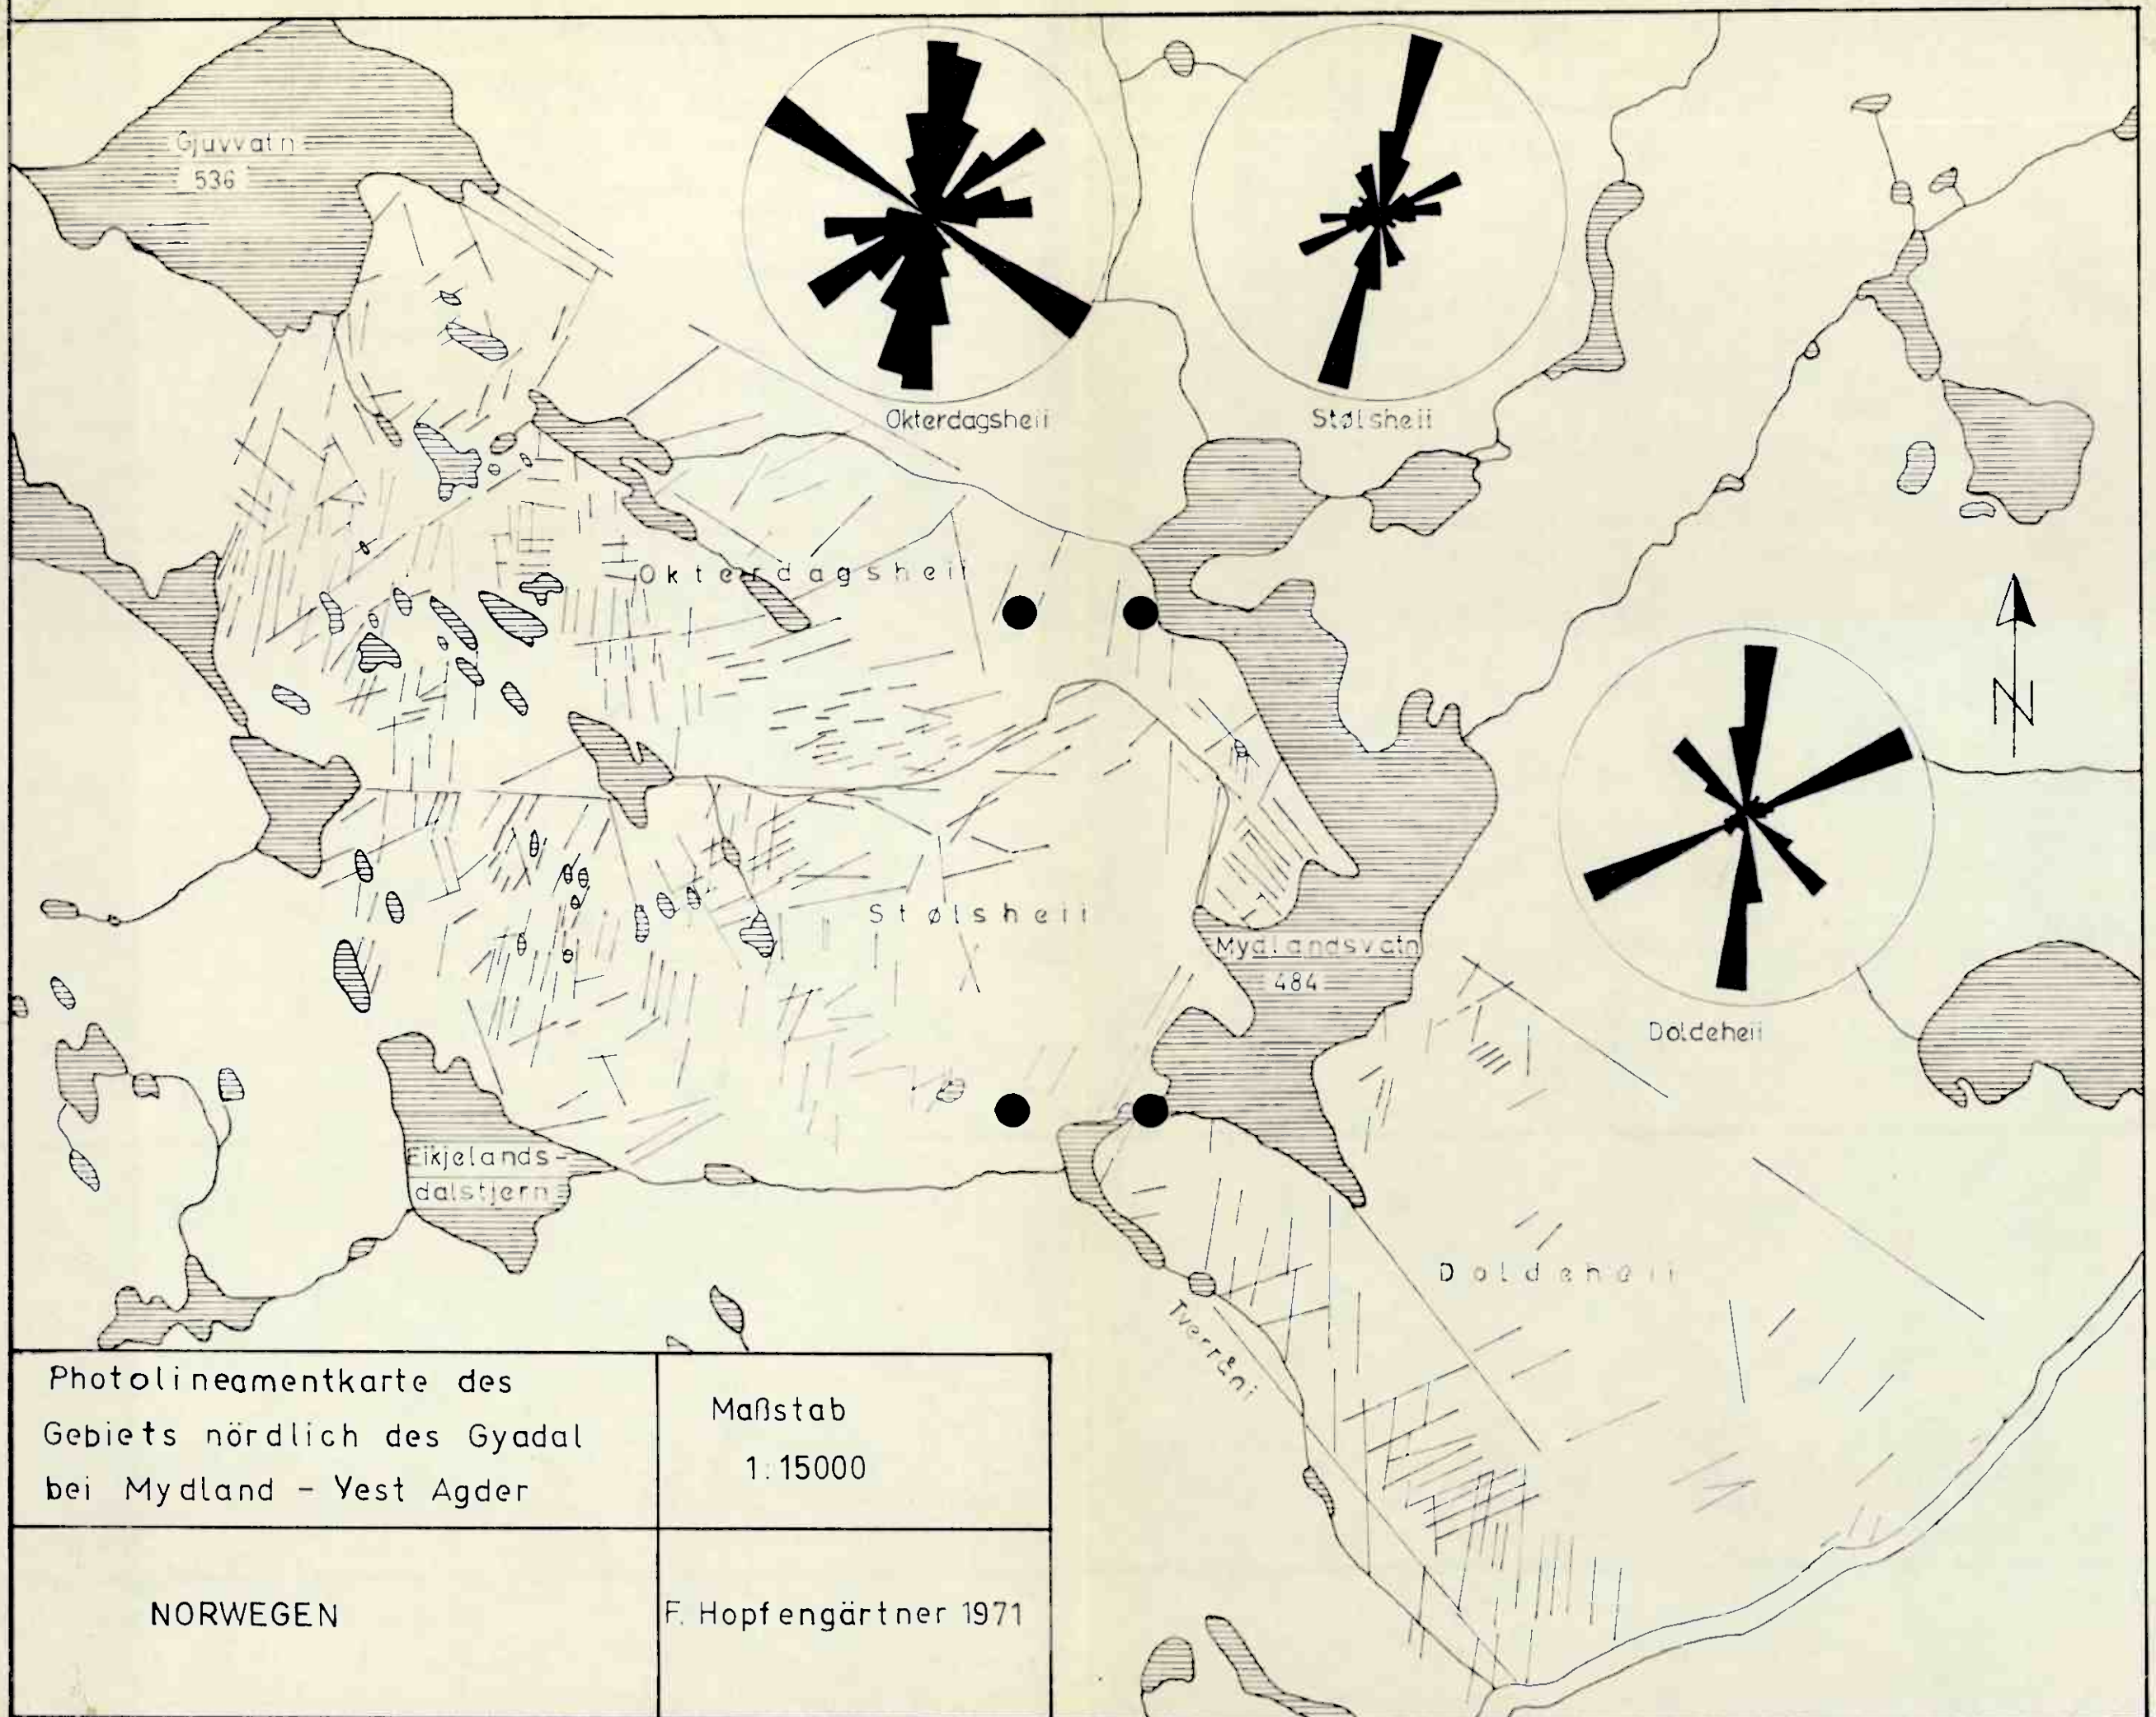 Gjuvvatn
536
Okterdagsheii
Stølsheii
Okterdagsheii
N
Stølsheii
Mydlandsvatn
484
Doldeheii
Eikjelands-
dalstjern
Doldeheii
Tverråni
Photolineamentkarte des
Gebiets nördlich des Gyadal
bei Mydland - Vest Agder
Maßstab
1:15000
NORWEGEN
F. Hopfengärtner 1971